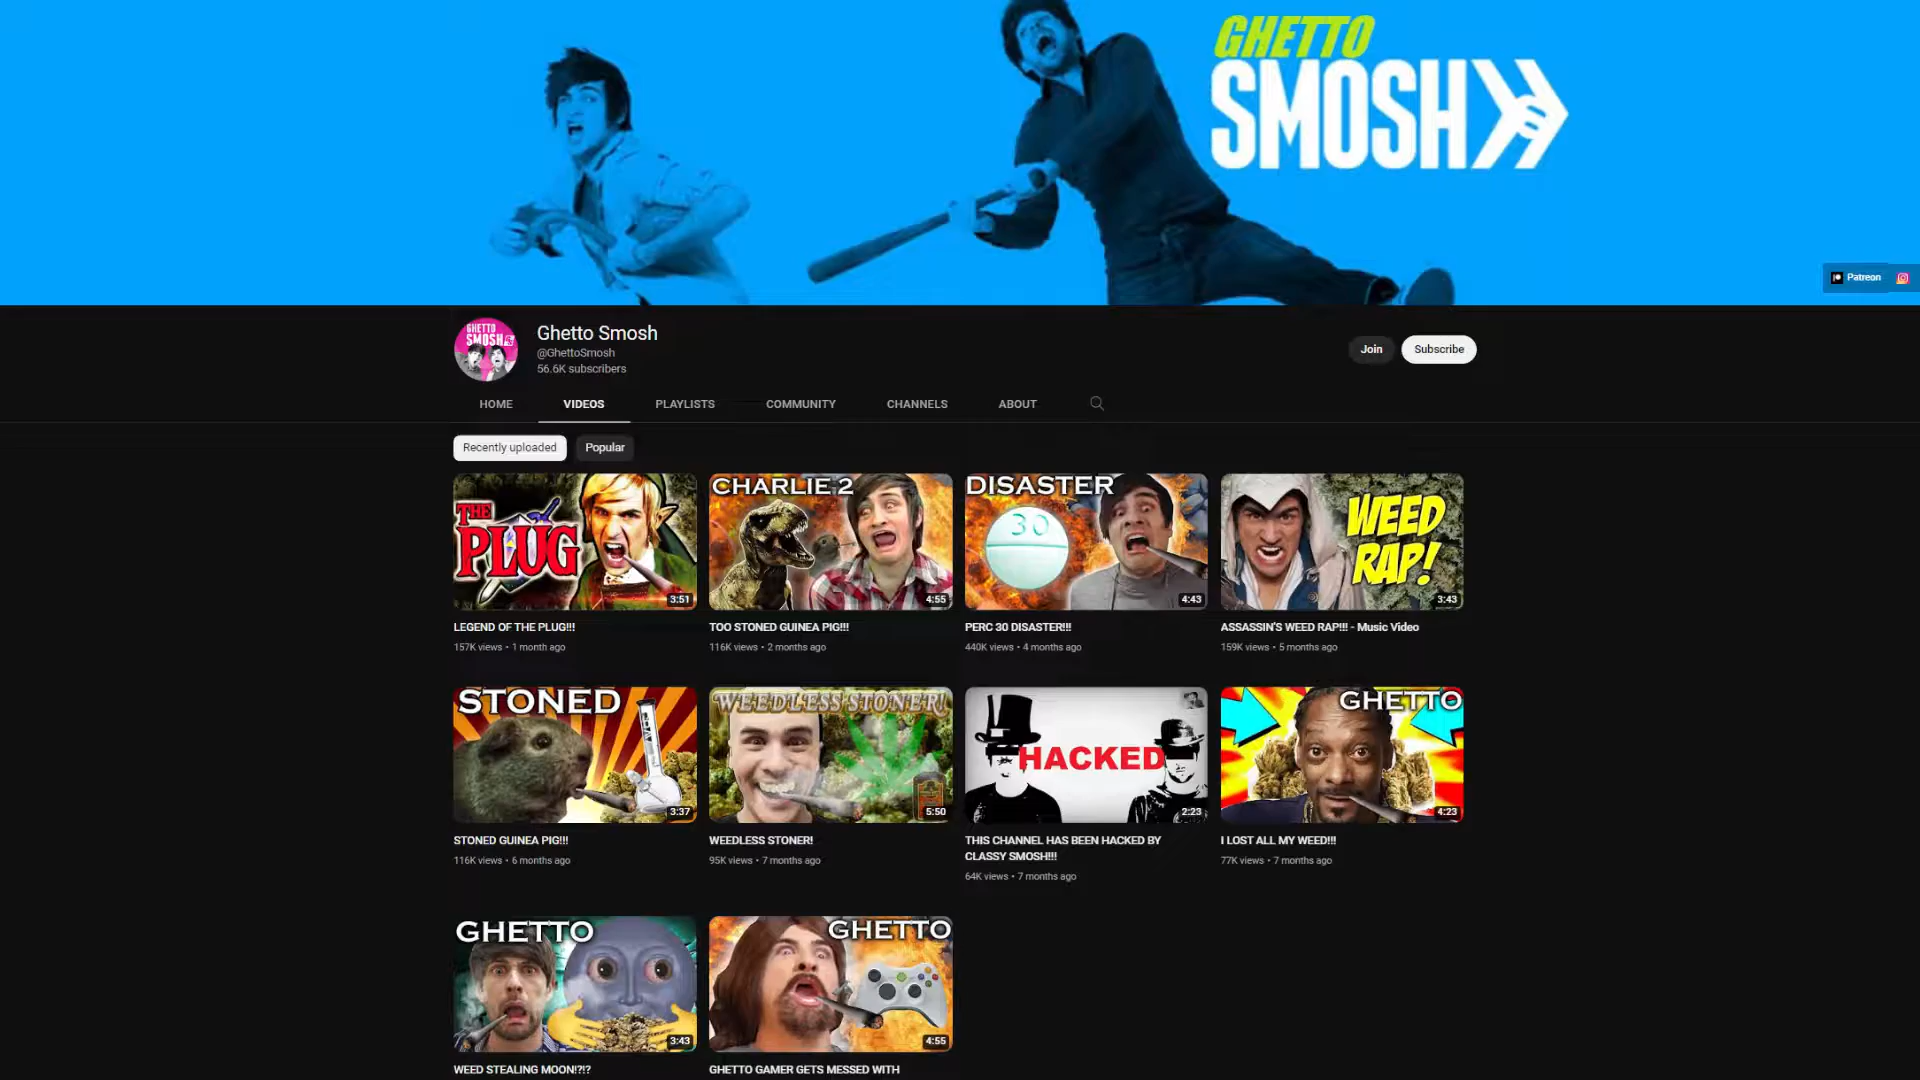 GHETTO
SMOSH
Patreon
GHETTO
SMOSH
Ghetto Smosh
@GhettoSmosh
56.6K subscribers
Join
Subscribe
HOME
VIDEOS
PLAYLISTS
COMMUNITY
CHANNELS
ABOUT
Recently uploaded
Popular
THE
PLUG
3:51
CHARLIE 2
4:55
DISASTER
30
4:43
WEED
RAP!
3:43
LEGEND OF THE PLUG!!!
157K views • 1 month ago
TOO STONED GUINEA PIG!!!
116K views • 2 months ago
PERC 30 DISASTER!!!
440K views • 4 months ago
ASSASSIN'S WEED RAP!!! - Music Video
159K views • 5 months ago
STONED
3:37
WEEDLESS STONER!
5:50
HACKED
2:23
GHETTO
4:23
STONED GUINEA PIG!!!
116K views • 6 months ago
WEEDLESS STONER!
95K views • 7 months ago
THIS CHANNEL HAS BEEN HACKED BY
CLASSY SMOSH!!!
64K views • 7 months ago
I LOST ALL MY WEED!!!
77K views • 7 months ago
GHETTO
3:43
GHETTO
4:55
WEED STEALING MOON!?!?
GHETTO GAMER GETS MESSED WITH